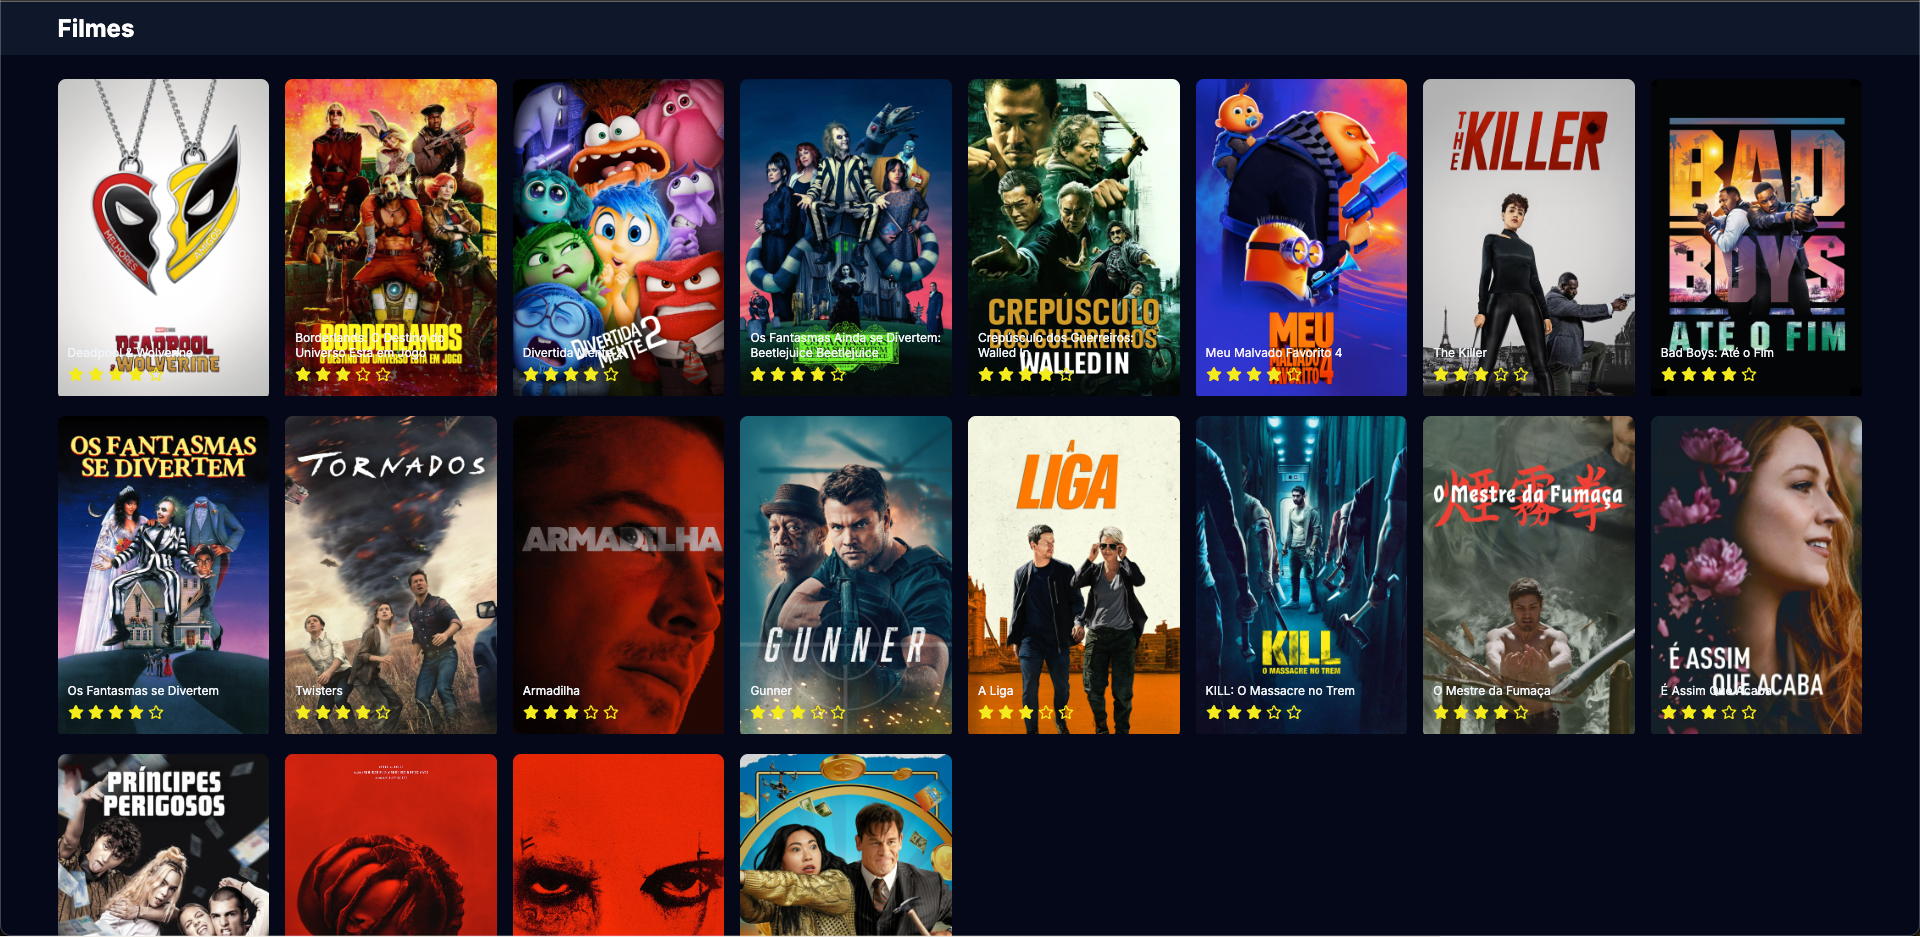 Filmes
MELHORES
AMIGOS
DEADPOOL
& WOLVERINE
Deadpool & Wolverine
BORDERLANDS
O DESTINO DO UNIVERSO ESTÁ EM JOGO
Borderlands: O Destino do
Universo Está em Jogo
DIVERTIDA
MENTE 2
Divertida Mente 2
Os Fantasmas Ainda se Divertem:
Beetlejuice Beetlejuice
CREPÚSCULO
DOS GUERREIROS
WALLED IN
Crepúsculo dos Guerreiros:
Walled In
MEU
MALVADO
FAVORITO 4
Meu Malvado Favorito 4
THE KILLER
The Killer
BAD
BOYS
ATÉ O FIM
Bad Boys: Até o Fim
OS FANTASMAS
SE DIVERTEM
Os Fantasmas se Divertem
TORNADOS
Twisters
ARMADILHA
Armadilha
GUNNER
Gunner
A
LIGA
A Liga
KILL
O MASSACRE NO TREM
KILL: O Massacre no Trem
煙霧拳
O Mestre da Fumaça
O Mestre da Fumaça
É ASSIM
QUE ACABA
É Assim Que Acaba
PRÍNCIPES
PERIGOSOS